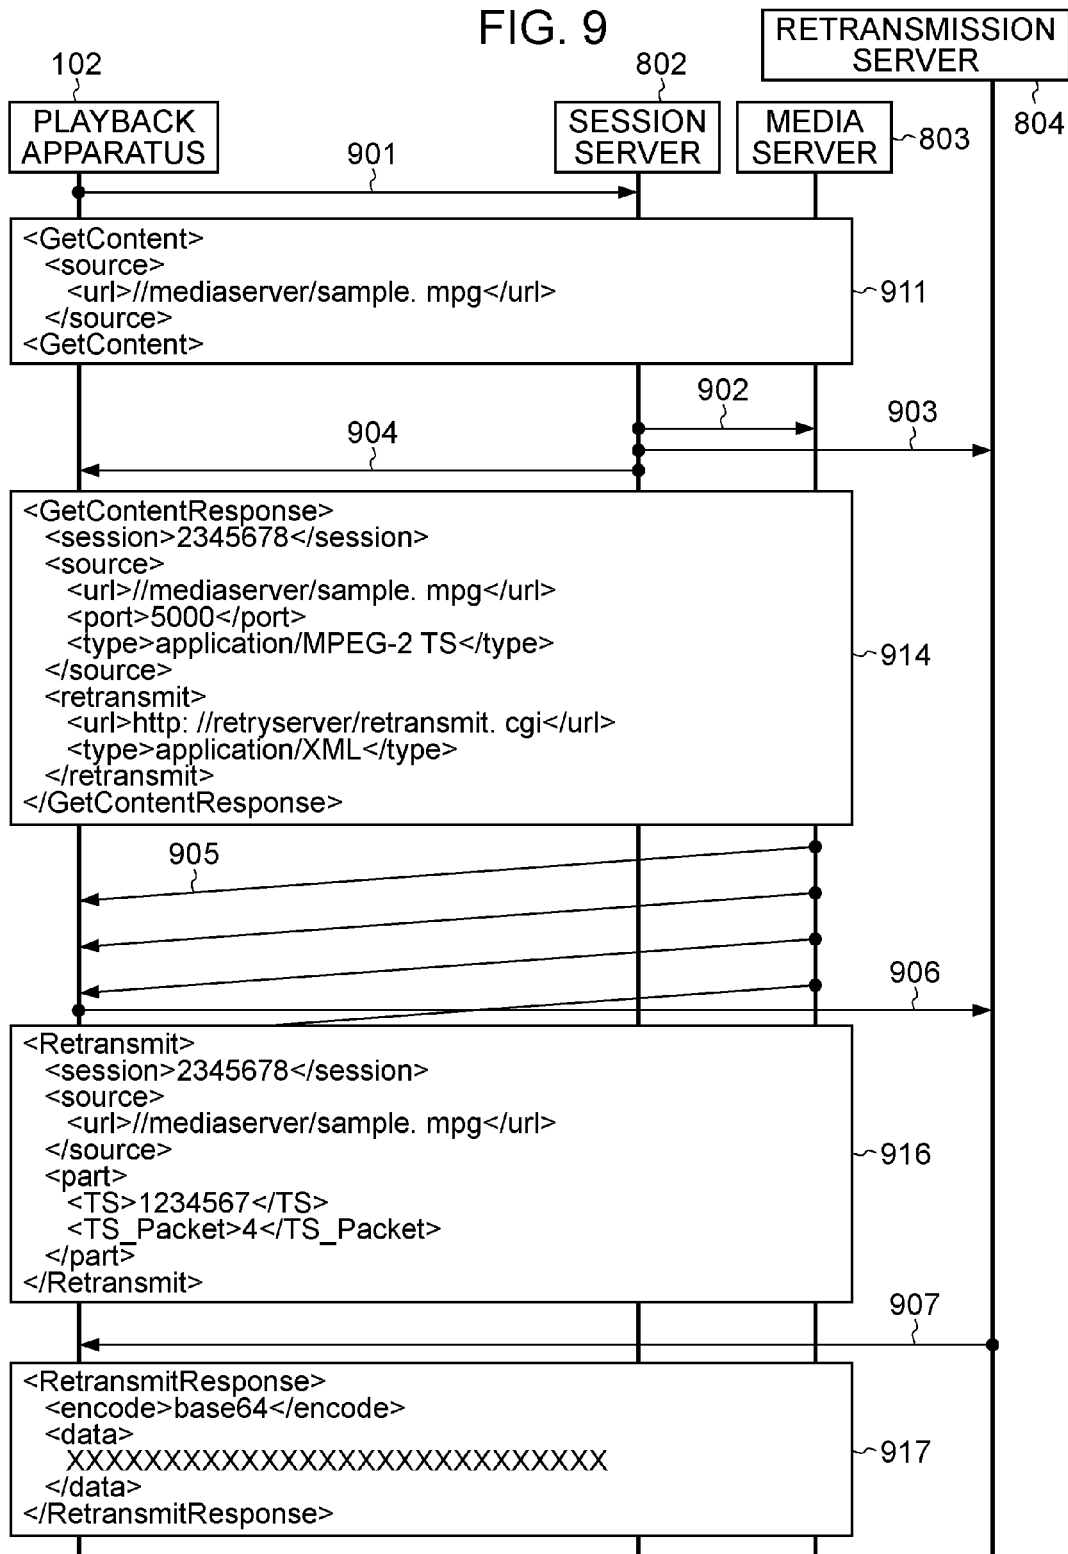 FIG. 9
RETRANSMISSION
SERVER
804
102
PLAYBACK
APPARATUS
802
SESSION
SERVER
MEDIA
SERVER
803
901
<GetContent>
<source>
<url>//mediaserver/sample. mpg</url>
</source>
<GetContent>
911
902
903
904
<GetContentResponse>
<session>2345678</session>
<source>
<url>//mediaserver/sample. mpg</url>
<port>5000</port>
<type>application/MPEG-2 TS</type>
</source>
<retransmit>
<url>http: //retryserver/retransmit. cgi</url>
<type>application/XML</type>
</retransmit>
</GetContentResponse>
914
905
906
<Retransmit>
<session>2345678</session>
<source>
<url>//mediaserver/sample. mpg</url>
</source>
<part>
<TS>1234567</TS>
<TS_Packet>4</TS_Packet>
</part>
</Retransmit>
916
907
<RetransmitResponse>
<encode>base64</encode>
<data>
XXXXXXXXXXXXXXXXXXXXXXXXXXXX
</data>
</RetransmitResponse>
917